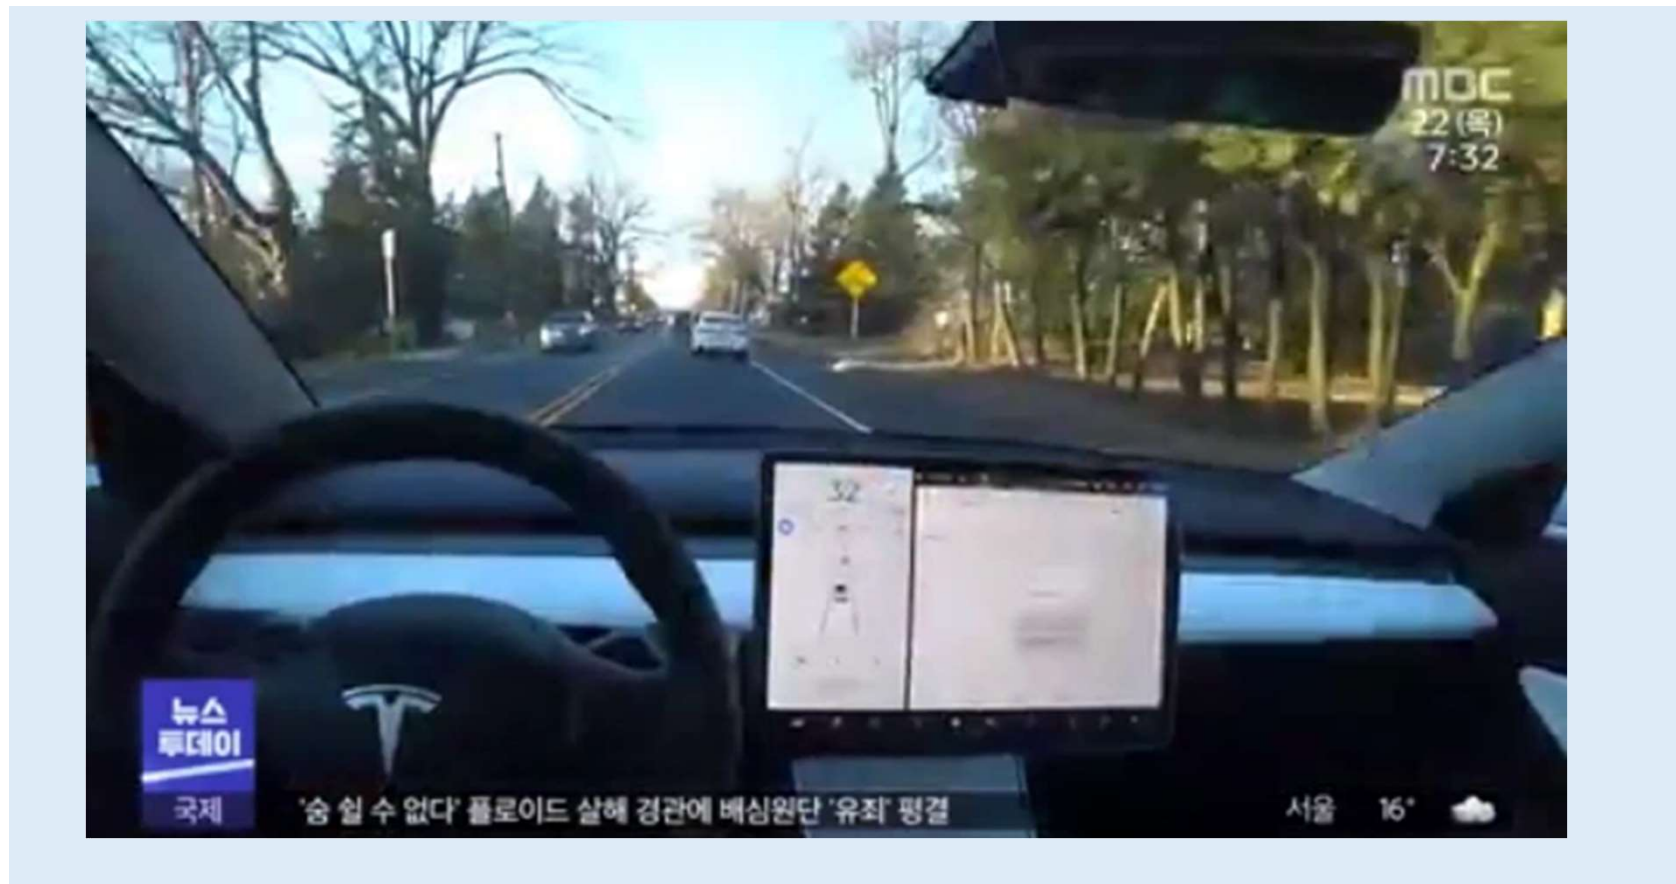 MBC
22 (목)
7:32
32
뉴스
투데이
국제
'숨 쉴 수 없다' 플로이드 살해 경관에 배심원단 '유죄' 평결
서울 16°